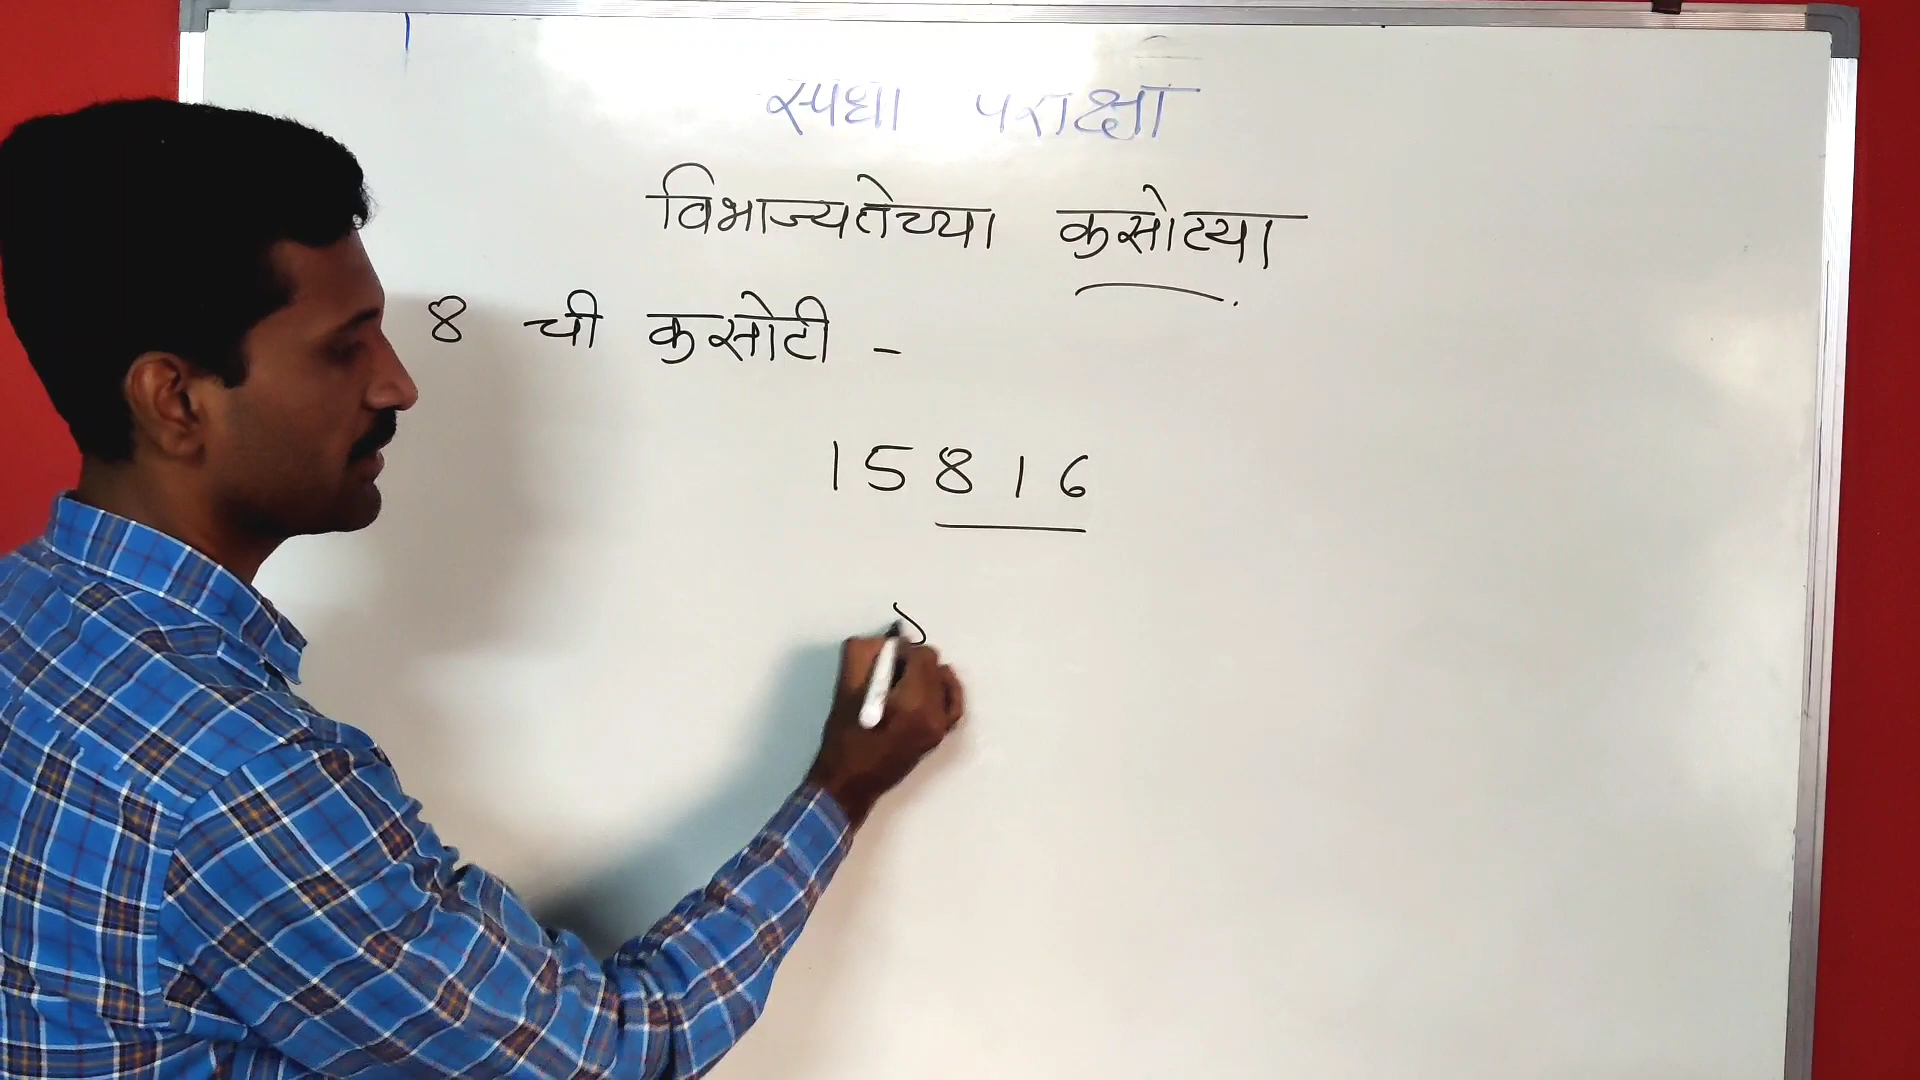 स्पर्धा परीक्षा
विभाज्यतेच्या कसोट्या
8 ची कसोटी -
15816